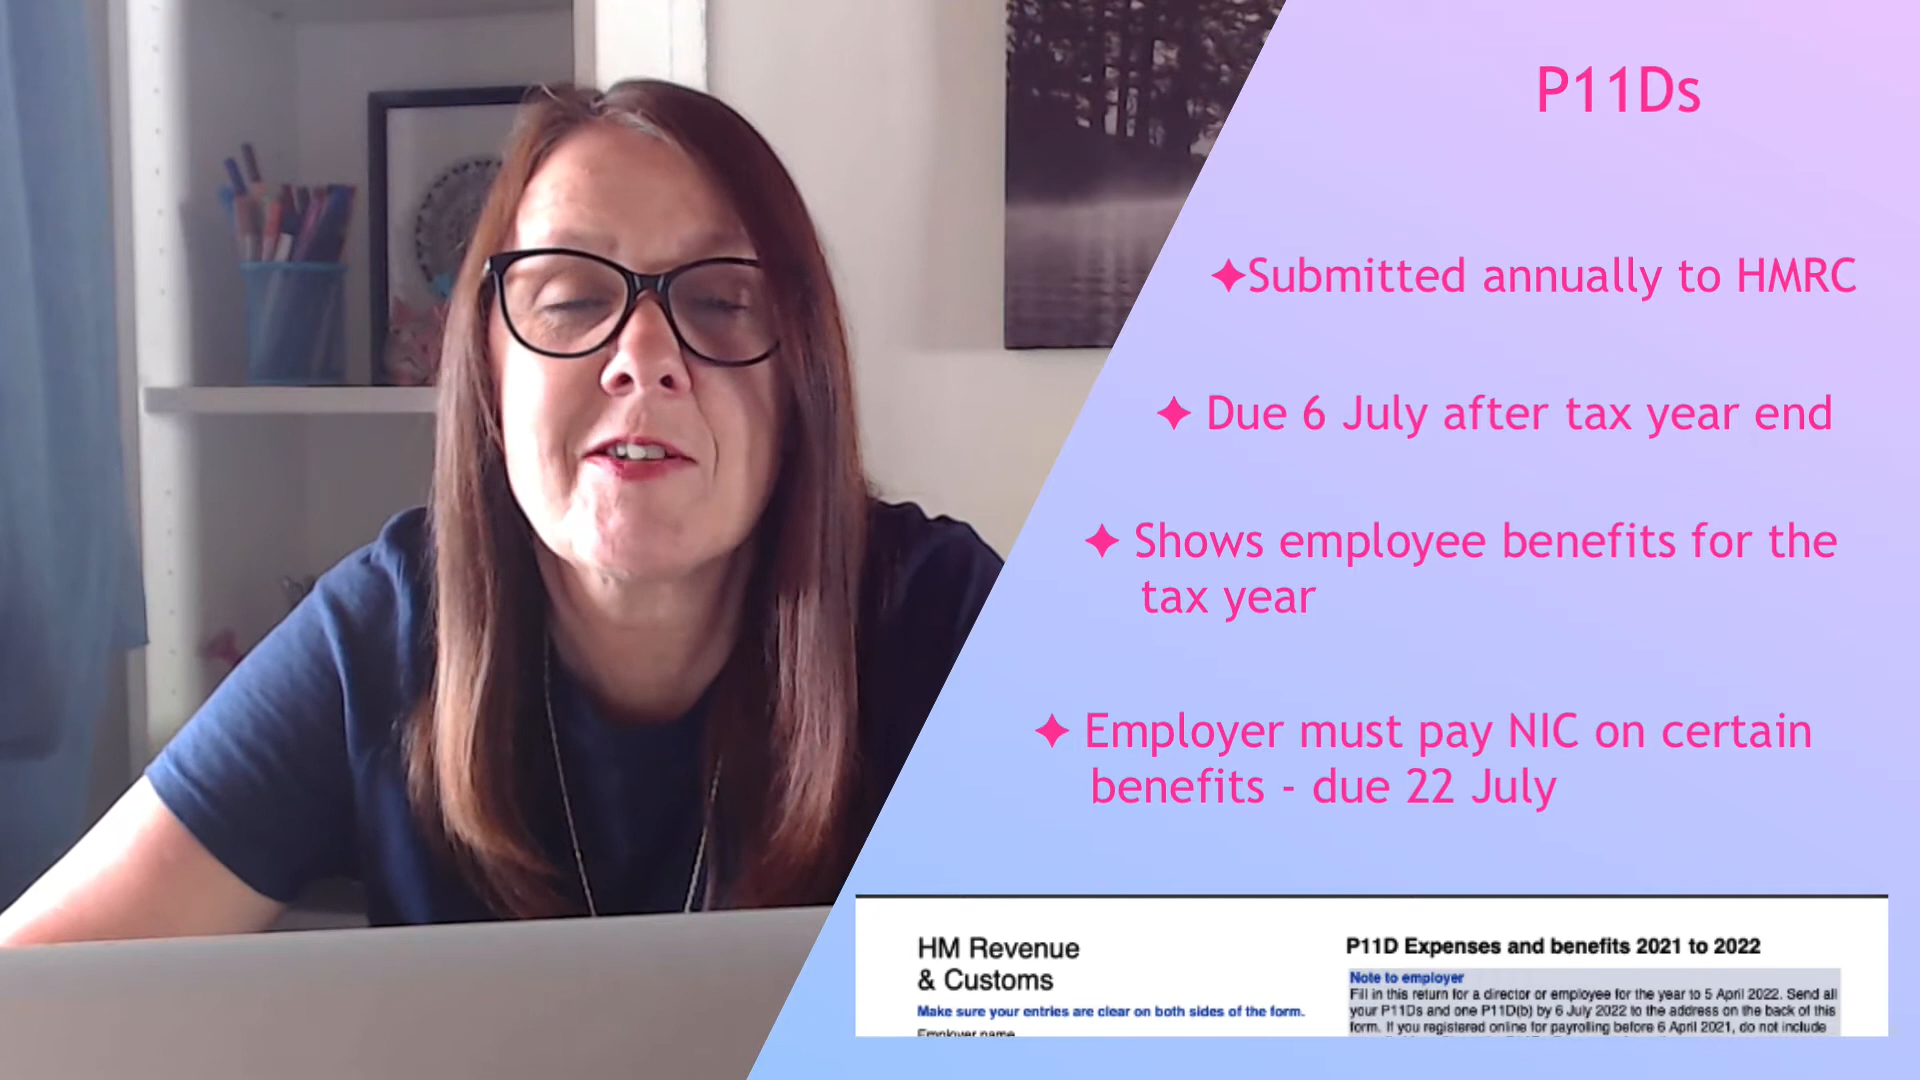 P11Ds
✦Submitted annually to HMRC
✦ Due 6 July after tax year end
✦ Shows employee benefits for the
tax year
✦ Employer must pay NIC on certain
benefits - due 22 July
HM Revenue
& Customs
Make sure your entries are clear on both sides of the form.
Employer name
P11D Expenses and benefits 2021 to 2022
Note to employer
Fill in this return for a director or employee for the year to 5 April 2022. Send all
your P11Ds and one P11D(b) by 6 July 2022 to the address on the back of this
form. If you registered online for payrolling before 6 April 2021, do not include